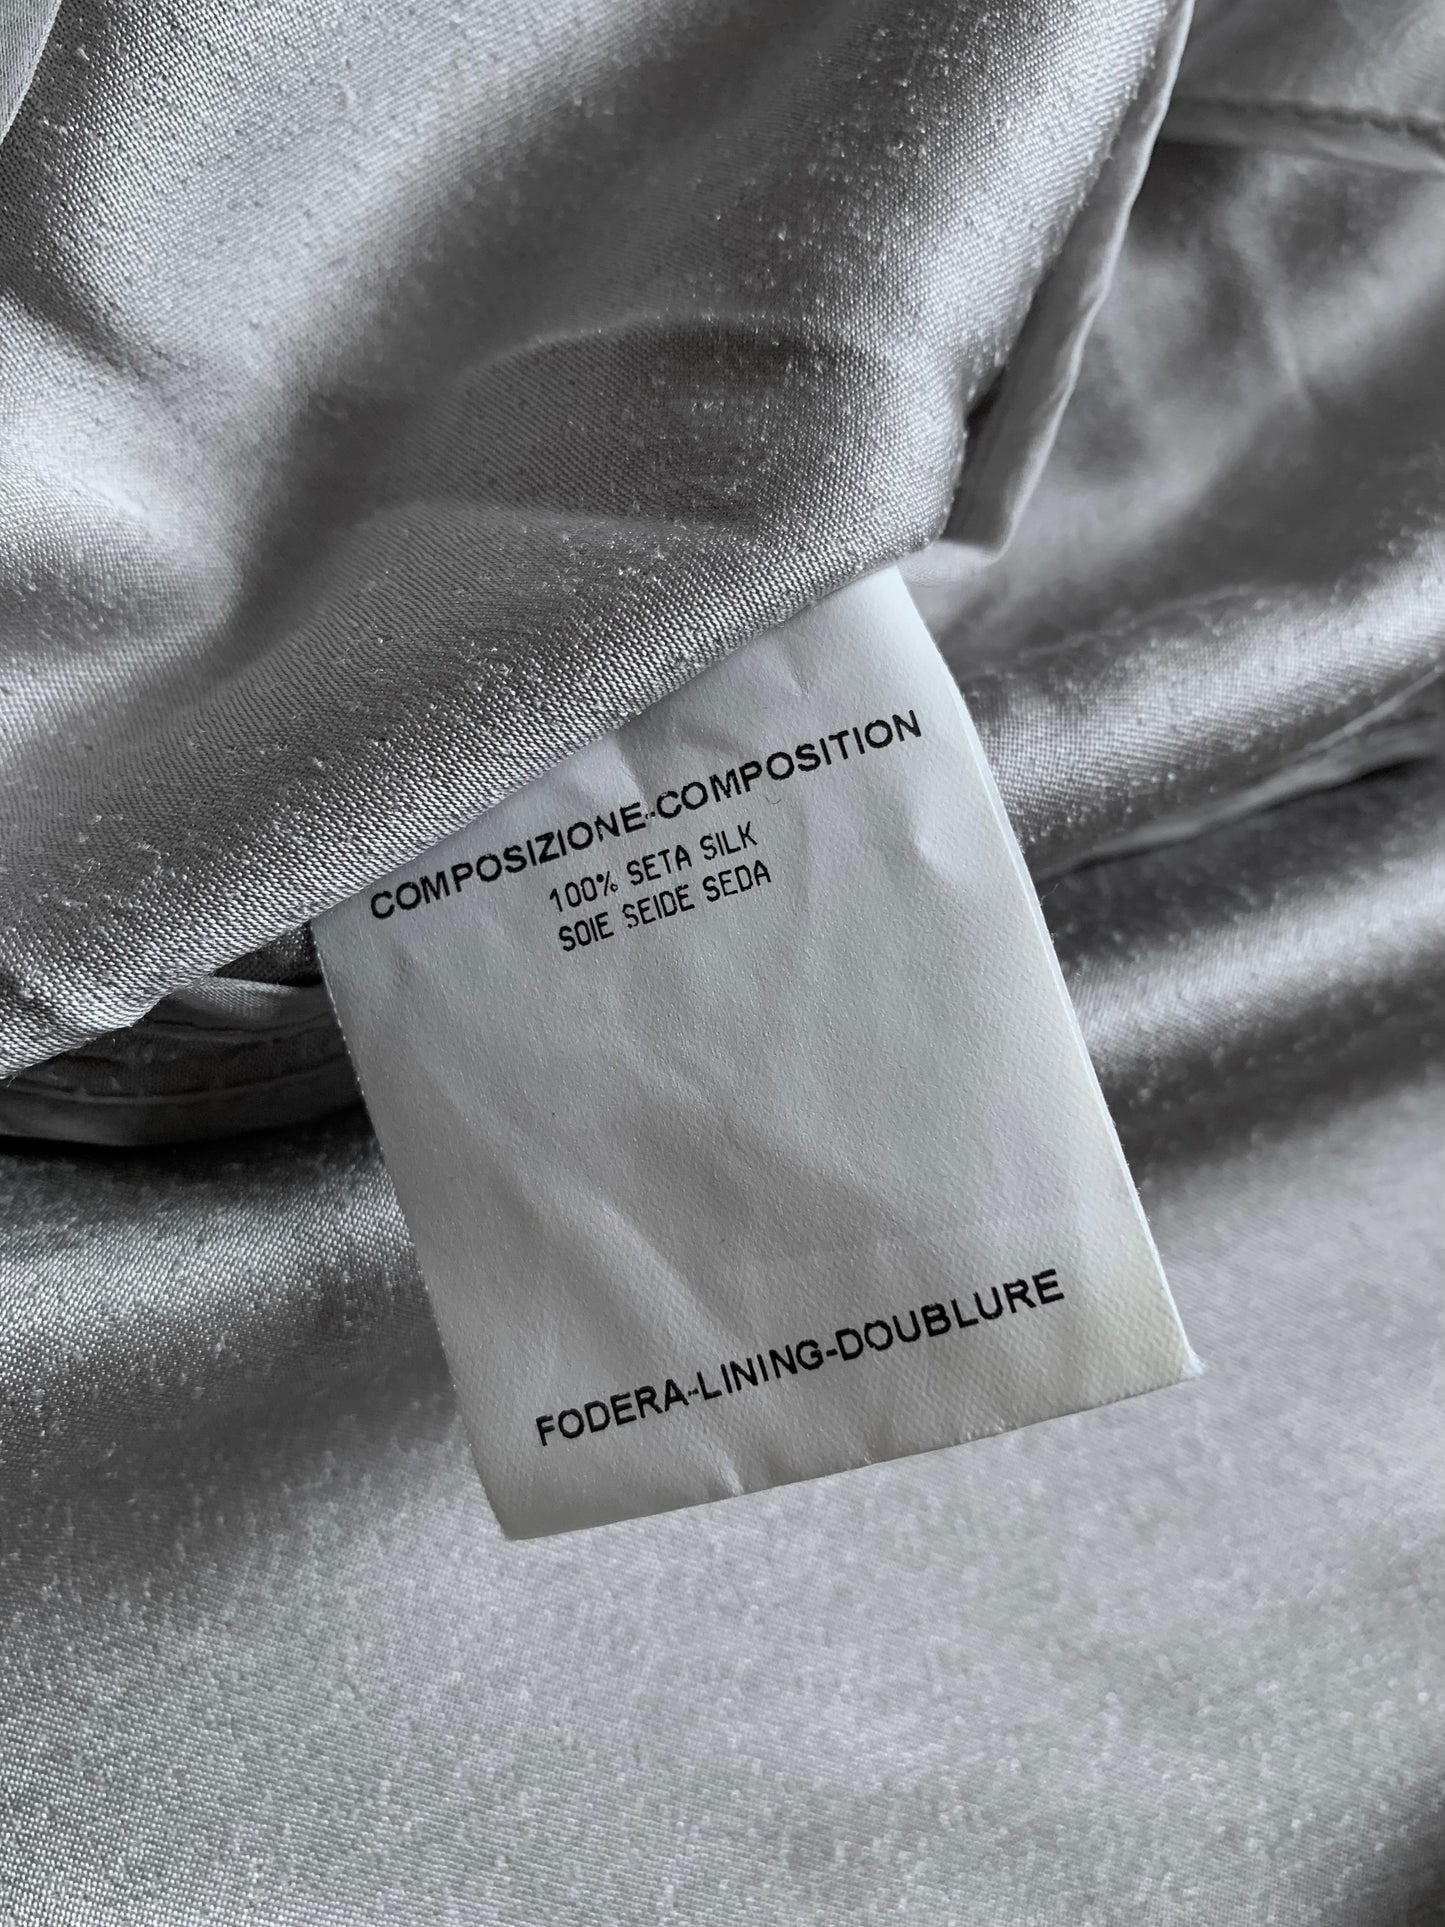 COMPOSIZIONE-COMPOSITION
100% SETA SILK
SOIE SEIDE SEDA
FODERA-LINING-DOUBLURE